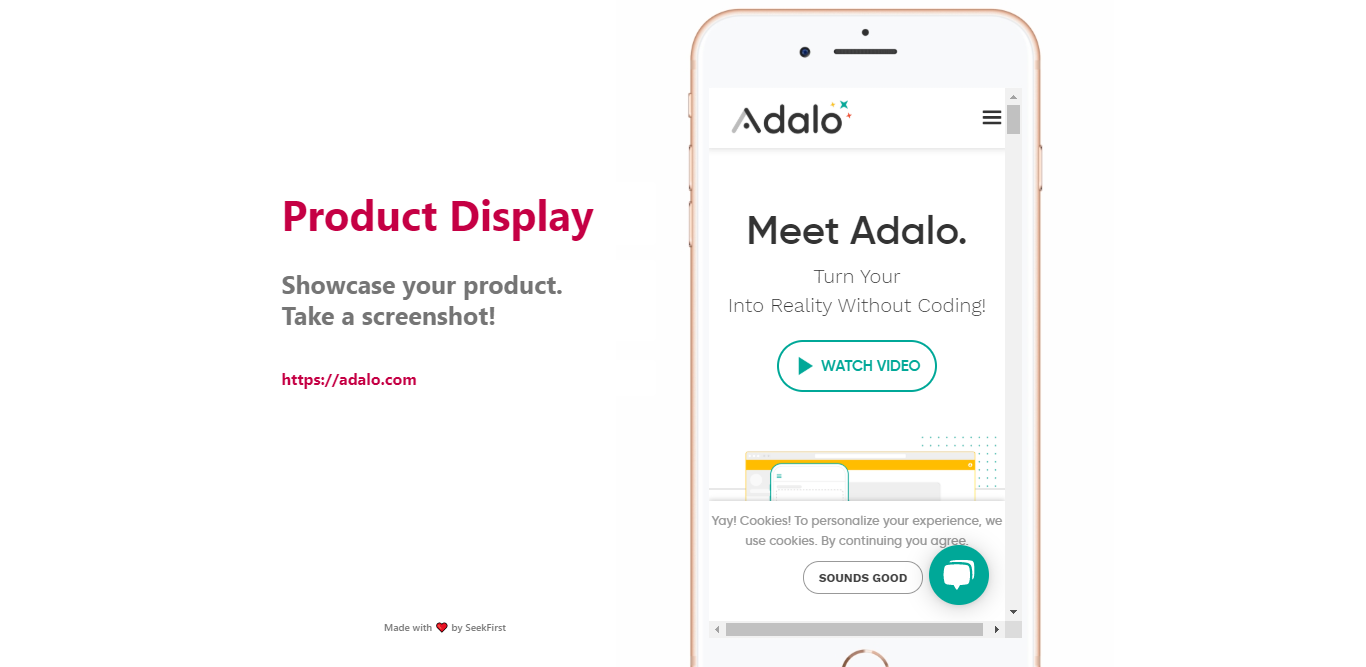 Product Display
Showcase your product.
Take a screenshot!
https://adalo.com
Made with ❤ by SeekFirst
Adalo
Meet Adalo.
Turn Your
Into Reality Without Coding!
WATCH VIDEO
Yay! Cookies! To personalize your experience, we
use cookies. By continuing you agree.
SOUNDS GOOD